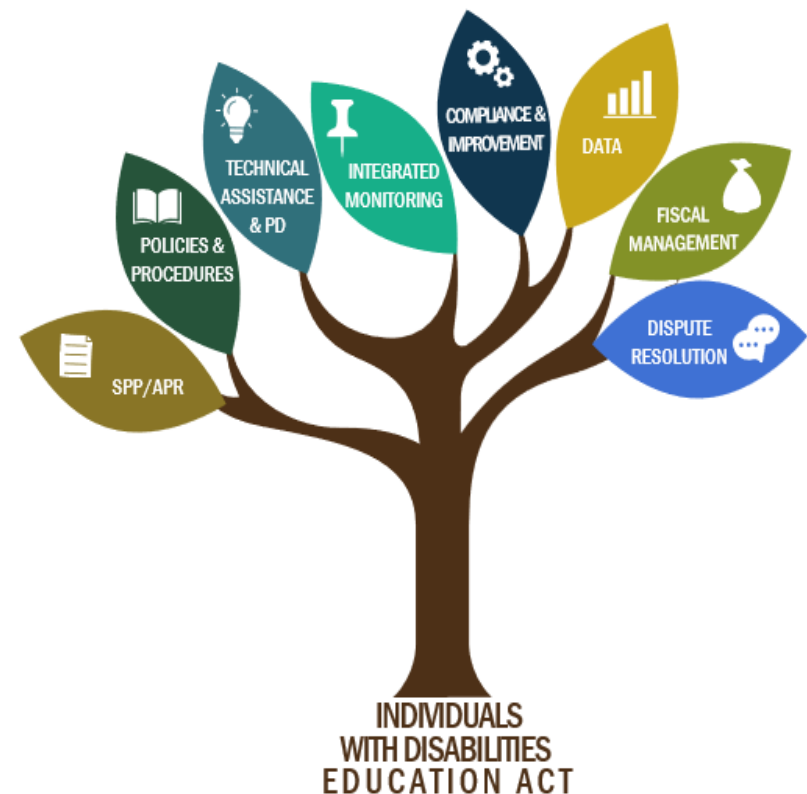 SPP/APR
POLICIES &
PROCEDURES
TECHNICAL
ASSISTANCE
& PD
INTEGRATED
MONITORING
COMPLIANCE &
IMPROVEMENT
DATA
FISCAL
MANAGEMENT
DISPUTE
RESOLUTION
INDIVIDUALS
WITH DISABILITIES
EDUCATION ACT